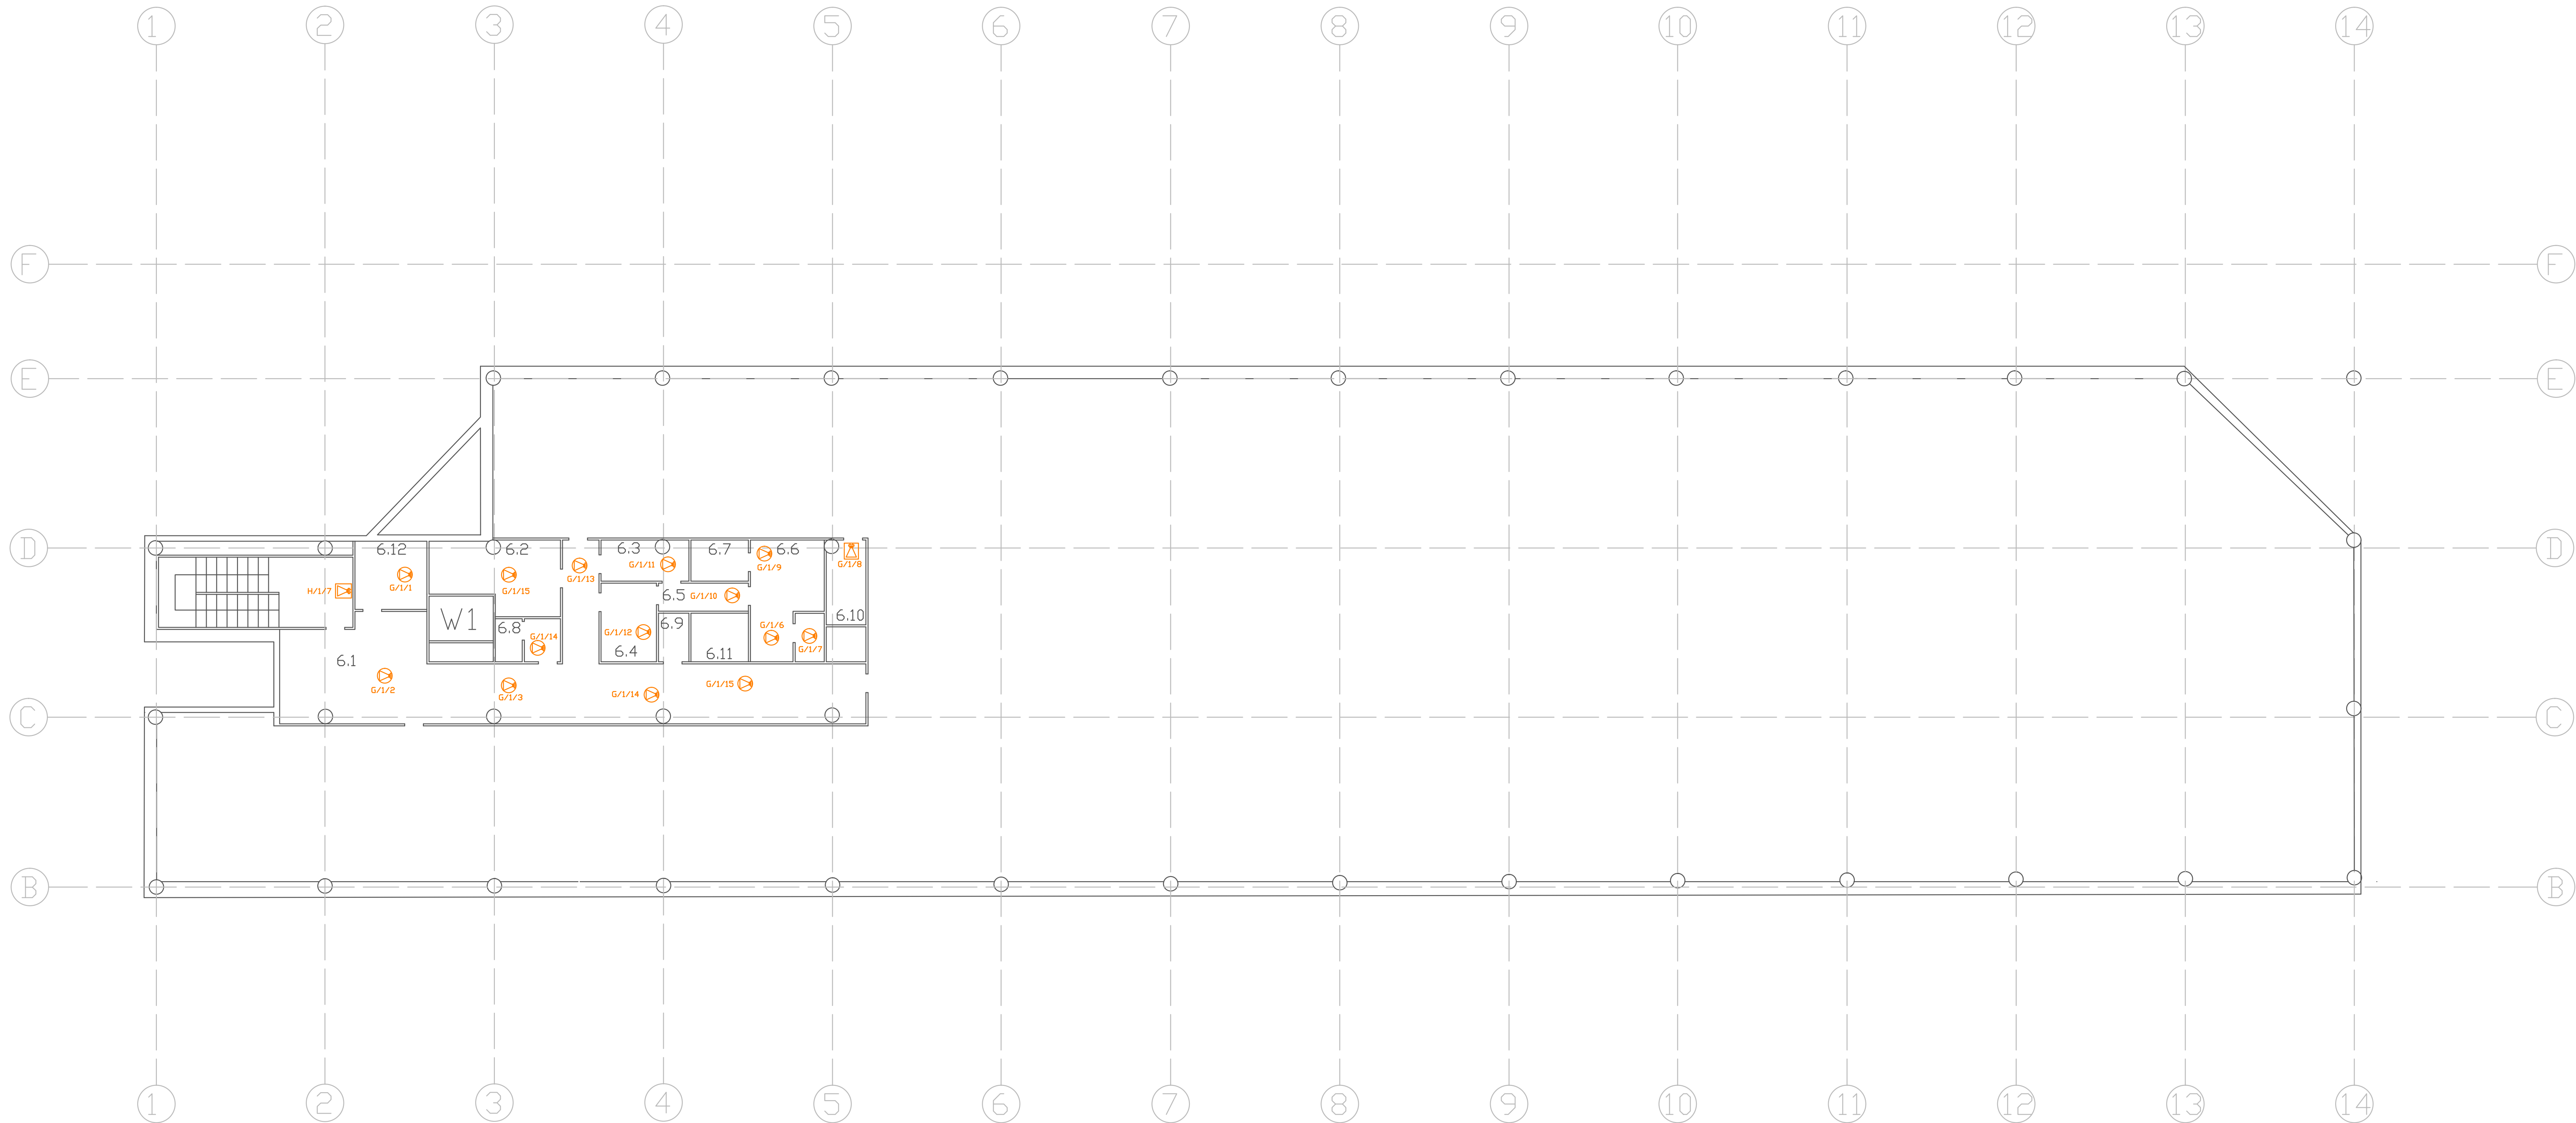 1 2 3 4 5 6 7 8 9 10 11 12 13 14
F F
E E
D D
6.12 6.2 6.3 6.7 6.6
G/1/11 G/1/9 G/1/8
G/1/13
H/1/7 G/1/1 G/1/15 6.5 G/1/10
W1 6.8 6.9 6.10
G/1/14 G/1/12 G/1/6
6.1 6.4 6.11 G/1/7
G/1/2 G/1/3 G/1/14 G/1/15
C C
B B
1 2 3 4 5 6 7 8 9 10 11 12 13 14